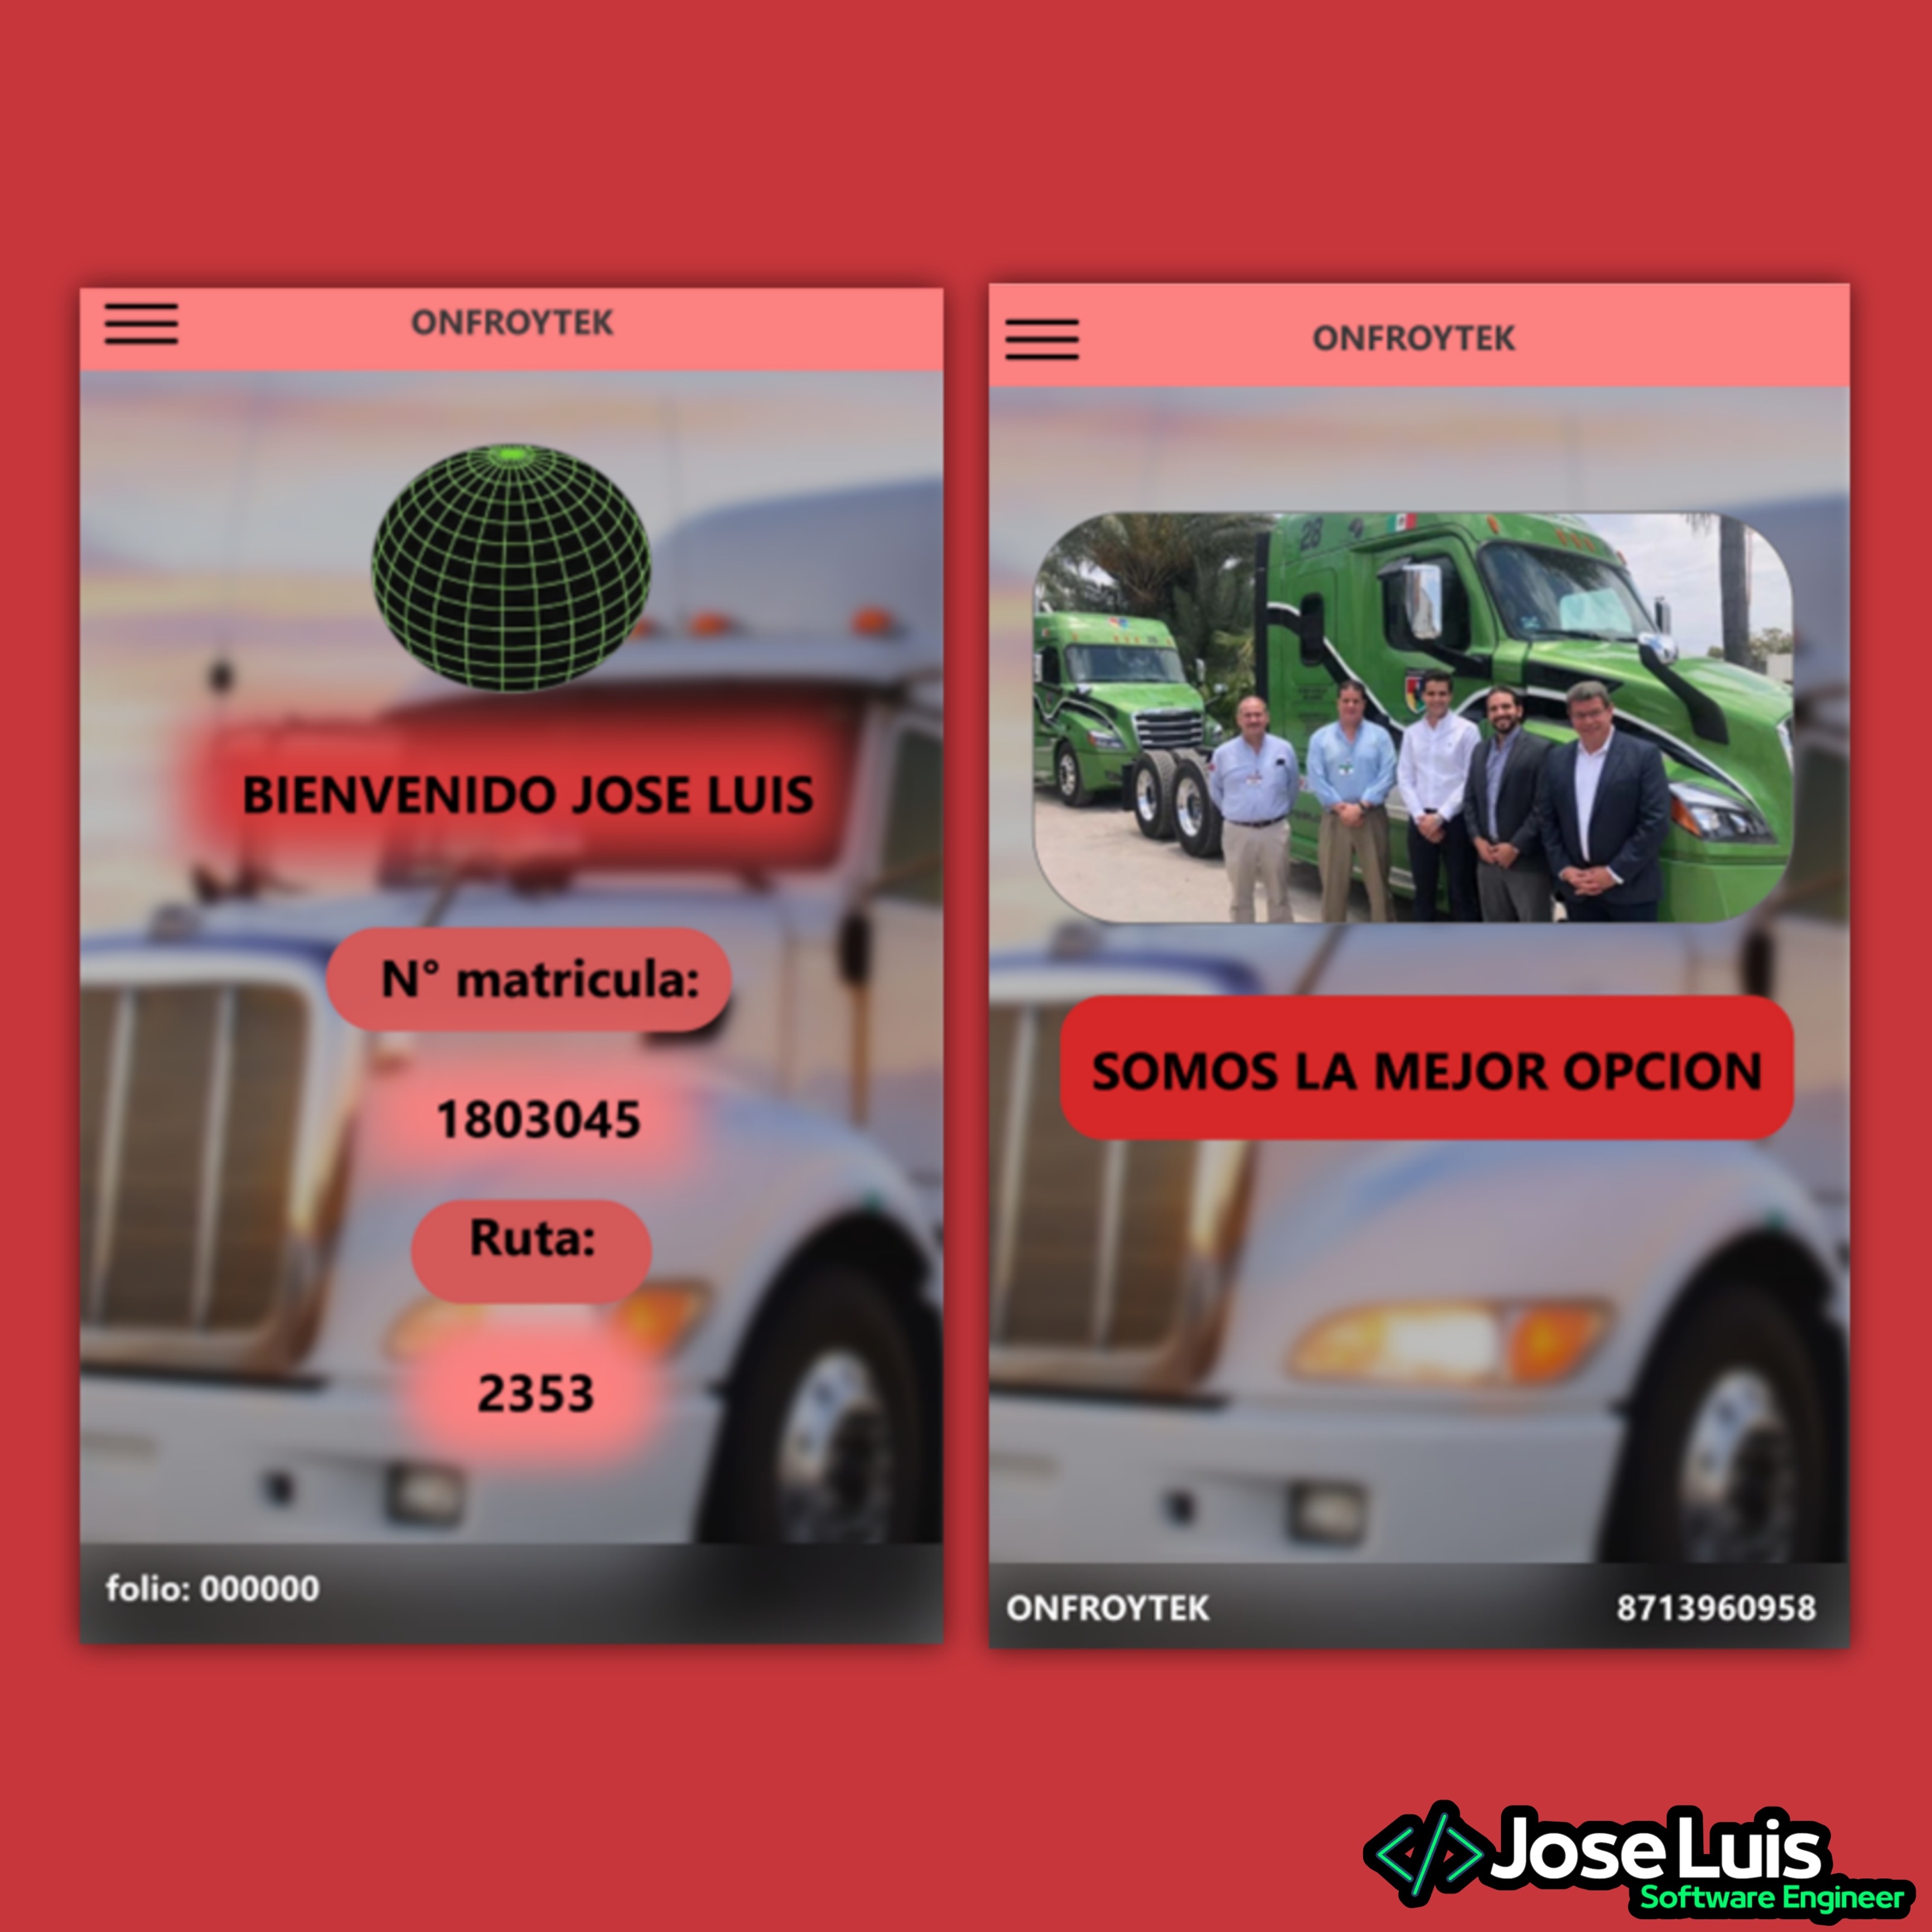 ONFROYTEK
BIENVENIDO JOSE LUIS
N° matricula:
1803045
Ruta:
2353
folio: 000000
ONFROYTEK
28
SOMOS LA MEJOR OPCION
ONFROYTEK 8713960958
</> Jose Luis
Software Engineer